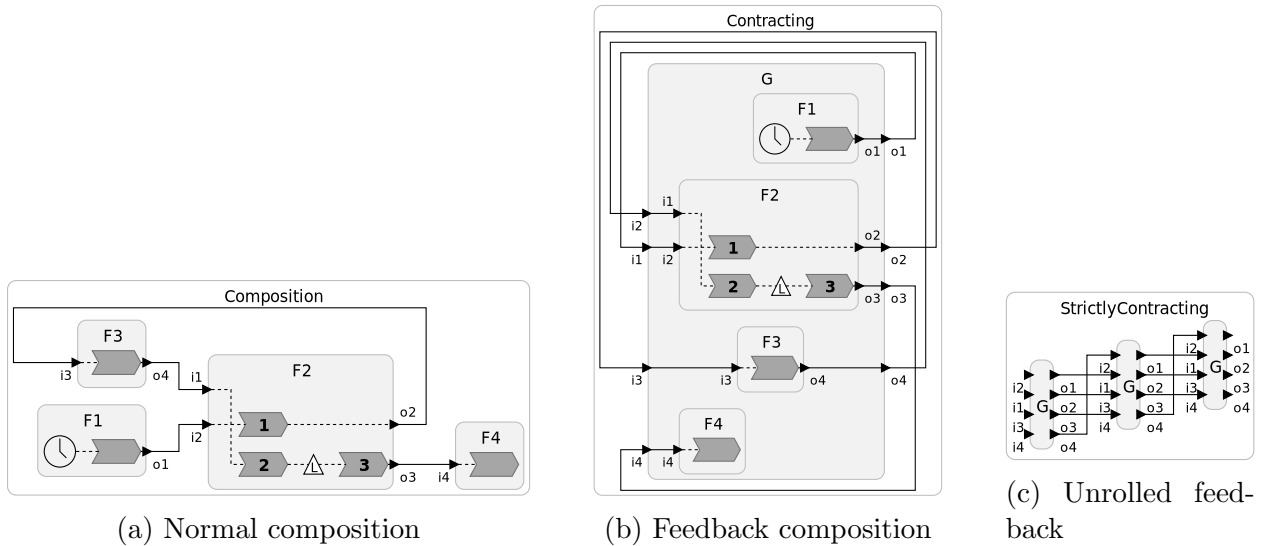 Composition
F3
i3
o4
i1
F2
F1
o1
i2
1
o2
2
L
3
o3
i4
F4
(a) Normal composition
Contracting
G
F1
o1
o1
F2
i1
i2
i1
i2
1
o2
o2
2
L
3
o3
o3
F3
i3
i3
o4
o4
F4
i4
i4
(b) Feedback composition
StrictlyContracting
i2
i1
i3
i4
G
o1
o2
o3
o4
i2
i1
i3
i4
G
o1
o2
o3
o4
i2
i1
i3
i4
G
o1
o2
o3
o4
(c) Unrolled feed-
back